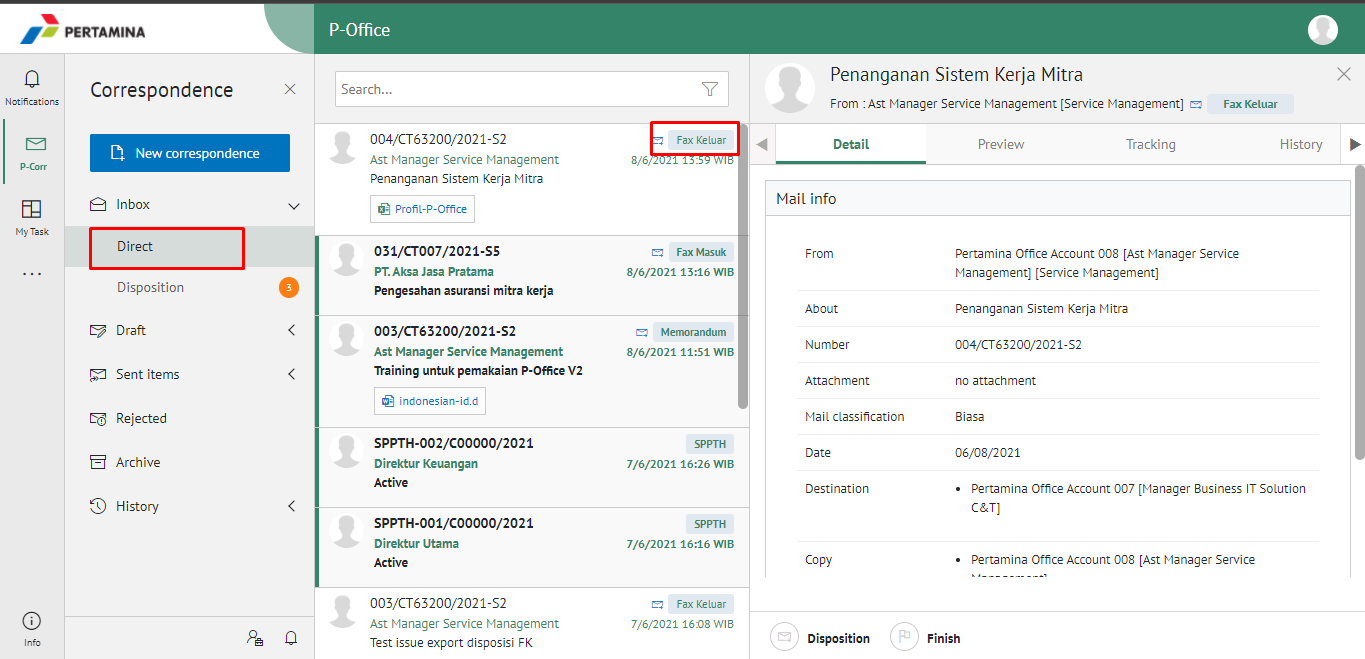 PERTAMINA
P-Office
Notifications
P-Corr
My Task
...
Info
Correspondence
New correspondence
Inbox
Direct
Disposition
3
Draft
Sent items
Rejected
Archive
History
Search...
004/CT63200/2021-S2
Fax Keluar
Ast Manager Service Management
8/6/2021 13:59 WIB
Penanganan Sistem Kerja Mitra
Profil-P-Office
031/CT007/2021-S5
Fax Masuk
PT. Aksa Jasa Pratama
8/6/2021 13:16 WIB
Pengesahan asuransi mitra kerja
003/CT63200/2021-S2
Memorandum
Ast Manager Service Management
8/6/2021 11:51 WIB
Training untuk pemakaian P-Office V2
indonesian-id.d
SPPTH-002/C00000/2021
SPPTH
Direktur Keuangan
7/6/2021 16:26 WIB
Active
SPPTH-001/C00000/2021
SPPTH
Direktur Utama
7/6/2021 16:16 WIB
Active
003/CT63200/2021-S2
Fax Keluar
Ast Manager Service Management
7/6/2021 16:08 WIB
Test issue export disposisi FK
Penanganan Sistem Kerja Mitra
From : Ast Manager Service Management [Service Management]
Fax Keluar
Detail
Preview
Tracking
History
Mail info
From
Pertamina Office Account 008 [Ast Manager Service
Management] [Service Management]
About
Penanganan Sistem Kerja Mitra
Number
004/CT63200/2021-S2
Attachment
no attachment
Mail classification
Biasa
Date
06/08/2021
Destination
• Pertamina Office Account 007 [Manager Business IT Solution
C&T]
Copy
• Pertamina Office Account 008 [Ast Manager Service
Management]
Disposition
Finish